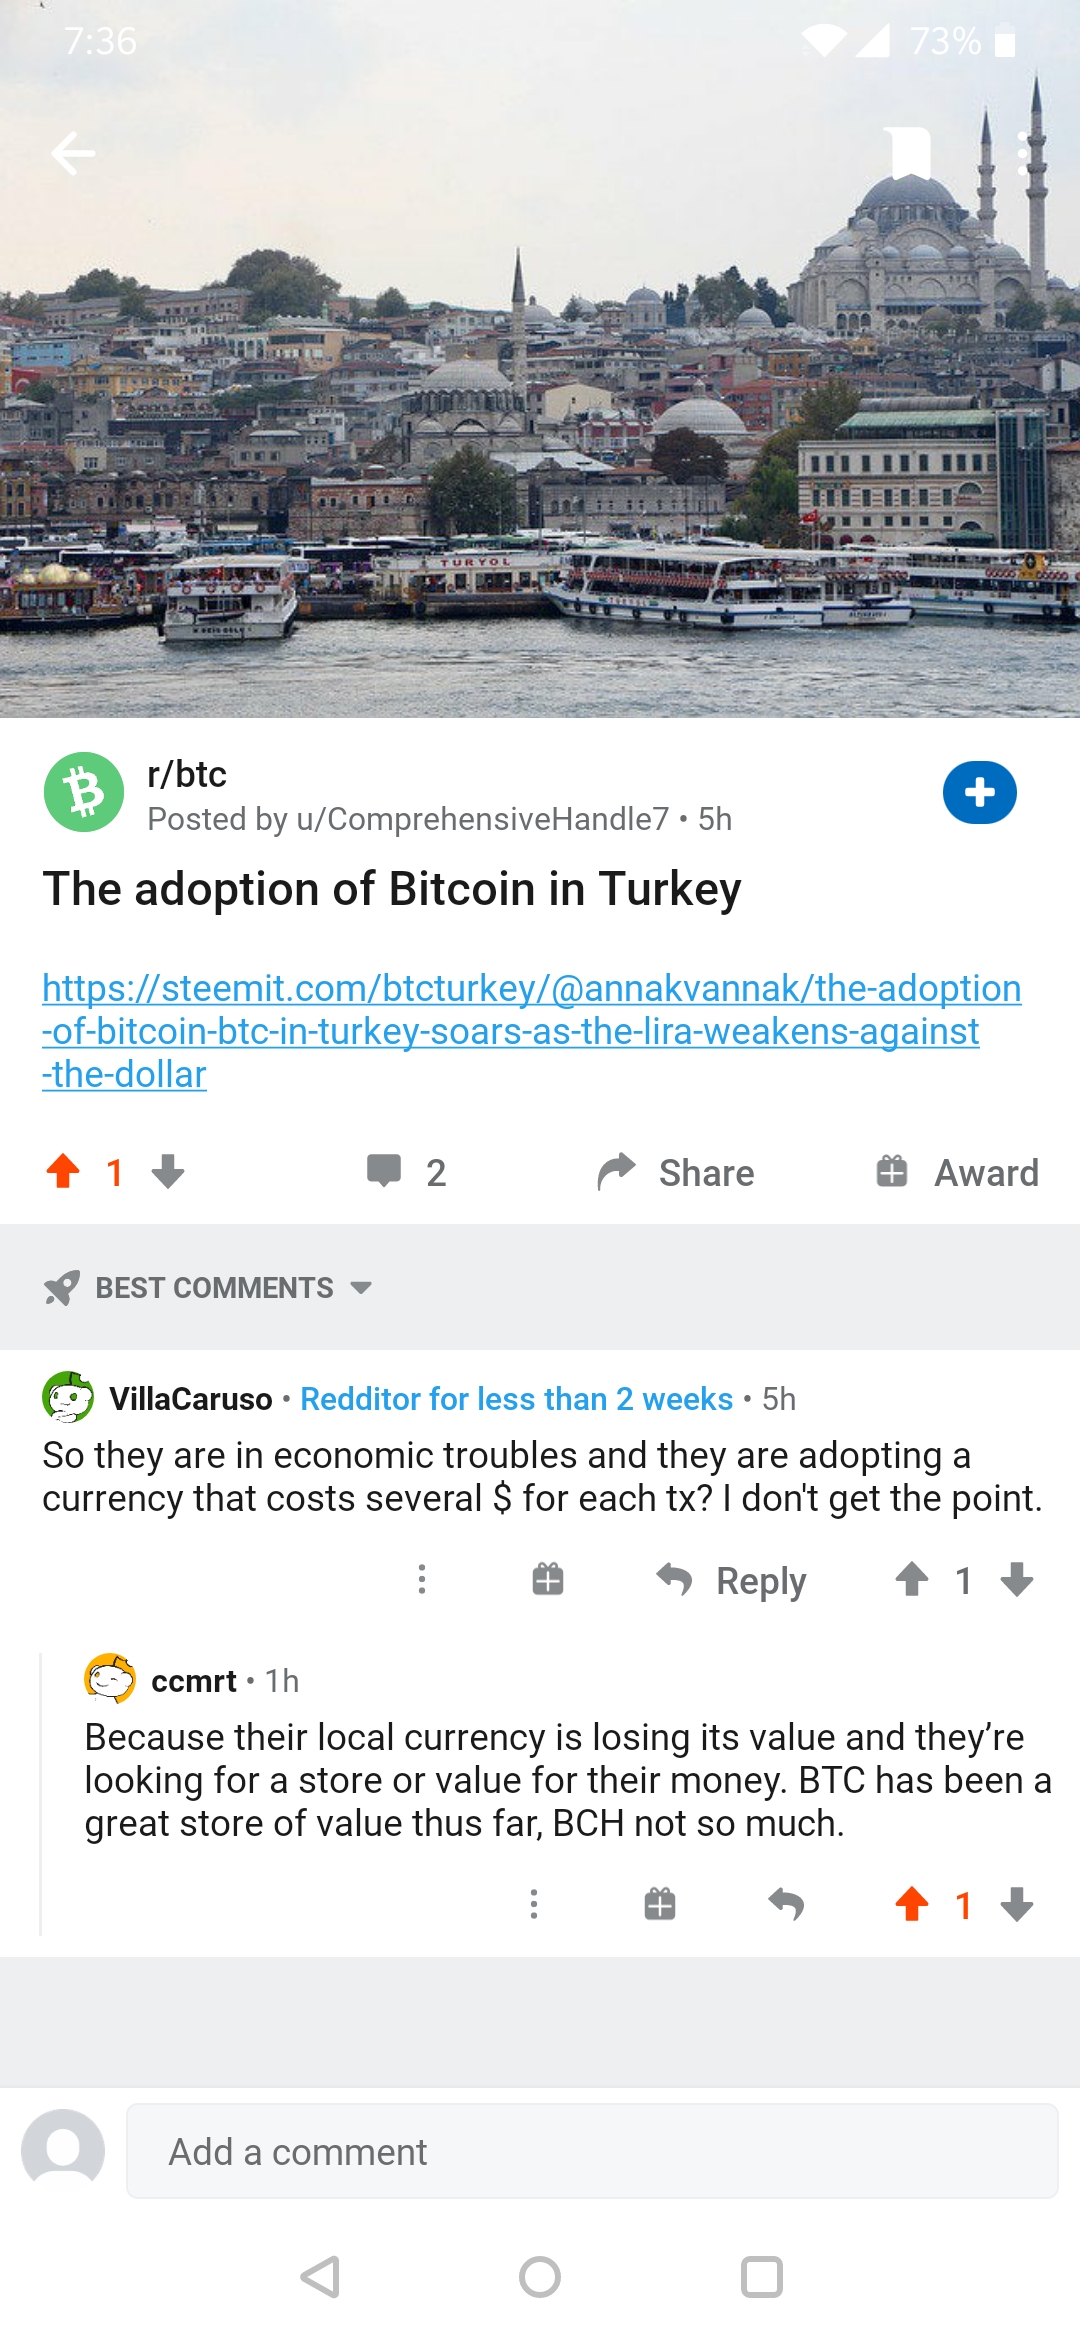 7:36
73%
TURYOL
r/btc
Posted by u/ComprehensiveHandle7 • 5h
The adoption of Bitcoin in Turkey
https://steemit.com/btcturkey/@annakvannak/the-adoption
-of-bitcoin-btc-in-turkey-soars-as-the-lira-weakens-against
-the-dollar
1
2
Share
Award
BEST COMMENTS
VillaCaruso • Redditor for less than 2 weeks • 5h
So they are in economic troubles and they are adopting a
currency that costs several $ for each tx? I don't get the point.
Reply
1
ccmrt • 1h
Because their local currency is losing its value and they’re
looking for a store or value for their money. BTC has been a
great store of value thus far, BCH not so much.
1
Add a comment